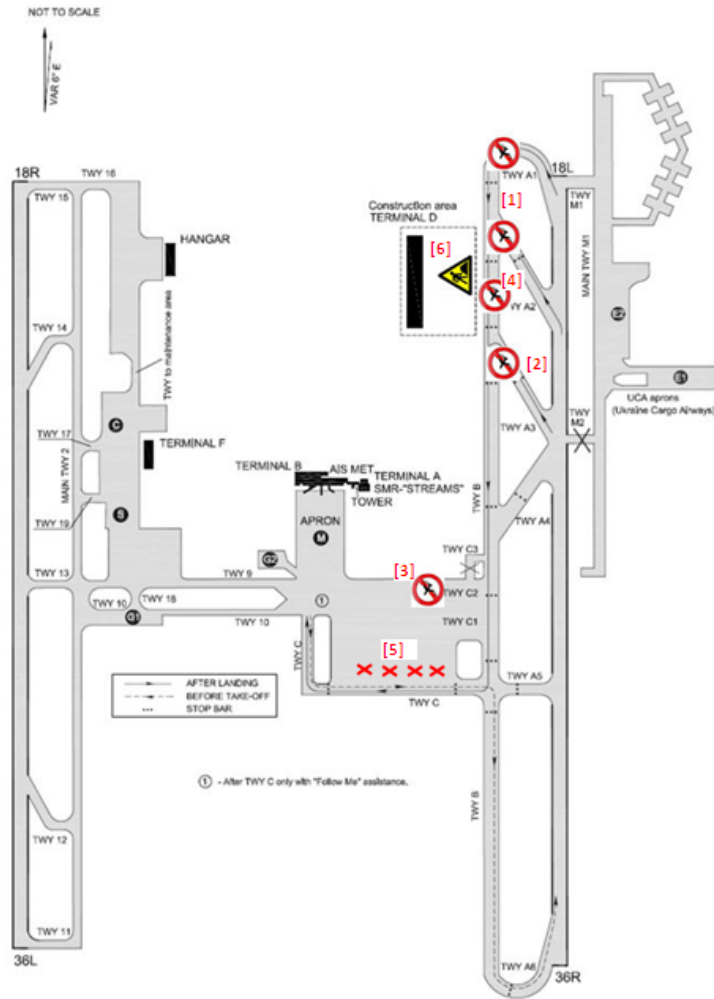 NOT TO SCALE
VAR 6° E
18R
TWY 16
18L
TWY A1
TWY 15
[1]
TWY
M1
Construction area
TERMINAL D
HANGAR
[6]
MAIN TWY M1
[4]
TWY A2
E2
TWY 14
TWY to maintenance area
[2]
E1
UCA aprons
(Ukraine Cargo Airways)
C
TWY
M2
TWY 17
TWY A3
TERMINAL F
MAIN TWY 2
TERMINAL B
AIS MET
TERMINAL A
SMR-"STREAMS"
TOWER
TWY B
TWY 19
S
APRON
M
TWY A4
TWY C3
G2
[3]
TWY 13
TWY 9
TWY C2
TWY 10
TWY 18
1
G1
TWY 10
TWY C1
TWY C
[5]
AFTER LANDING
BEFORE TAKE-OFF
STOP BAR
TWY A5
TWY C
1 - After TWY C only with "Follow Me" assistance.
TWY B
TWY 12
TWY 11
TWY A6
36L
36R